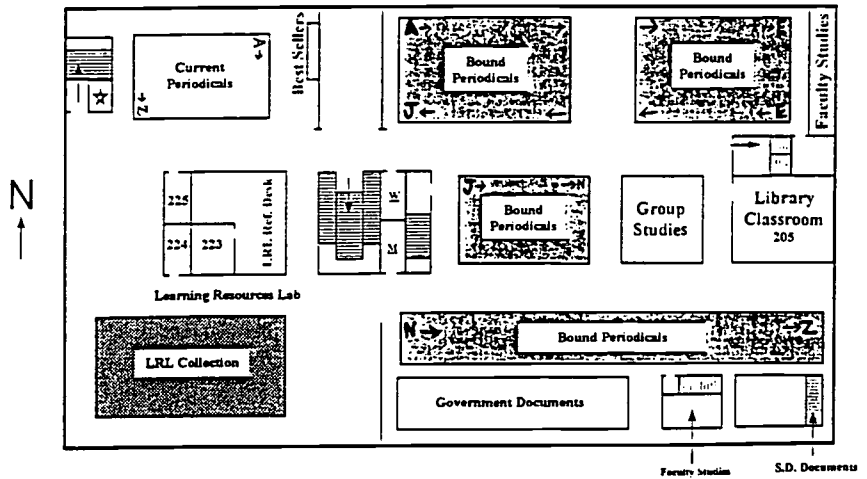 Current
Periodicals
A
Z
Best Sellers
A
J
Bound
Periodicals
Bound
Periodicals
E
Faculty Studies
N
225
224
223
LRL Ref. Desk
W
M
J
N
Bound
Periodicals
Group
Studies
Library
Classroom
205
Learning Resources Lab
LRL Collection
N
Bound Periodicals
Z
Government Documents
Faculty Studies
S.D. Documents